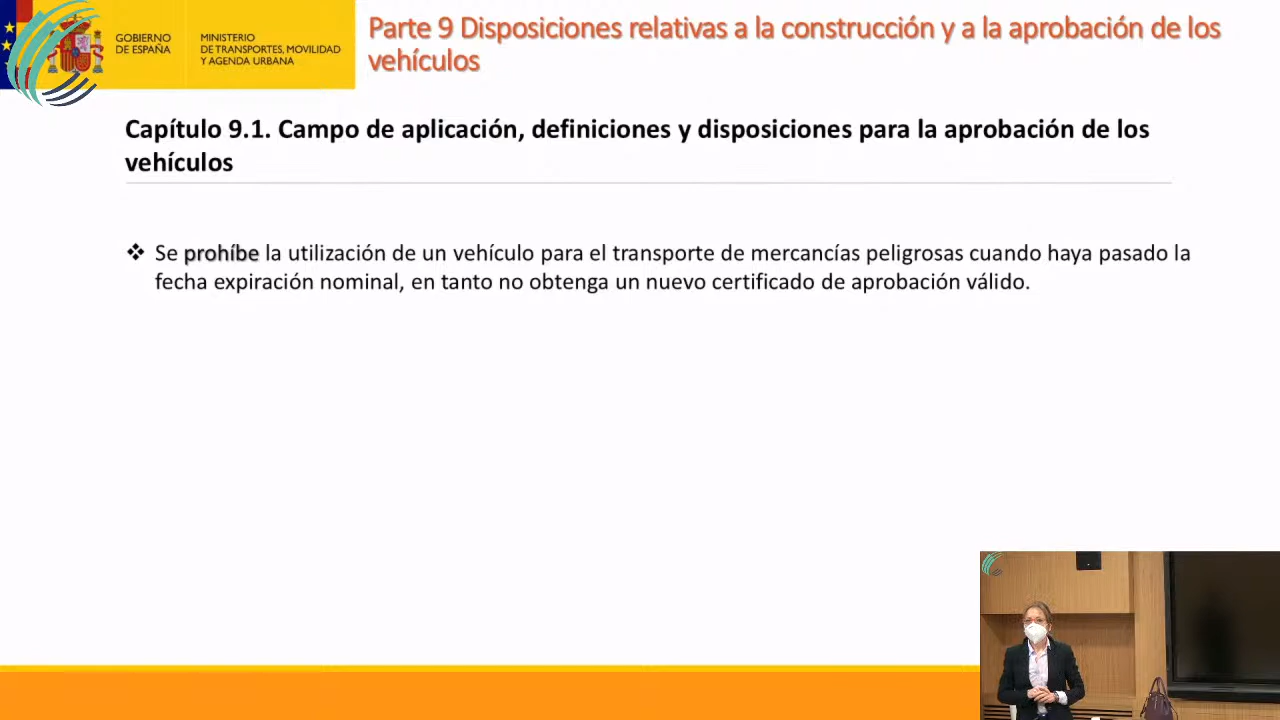 GOBIERNO
DE ESPAÑA
MINISTERIO
DE TRANSPORTES, MOVILIDAD
Y AGENDA URBANA
Parte 9 Disposiciones relativas a la construcción y a la aprobación de los
vehículos
Capítulo 9.1. Campo de aplicación, definiciones y disposiciones para la aprobación de los
vehículos
❖ Se prohíbe la utilización de un vehículo para el transporte de mercancías peligrosas cuando haya pasado la
fecha expiración nominal, en tanto no obtenga un nuevo certificado de aprobación válido.